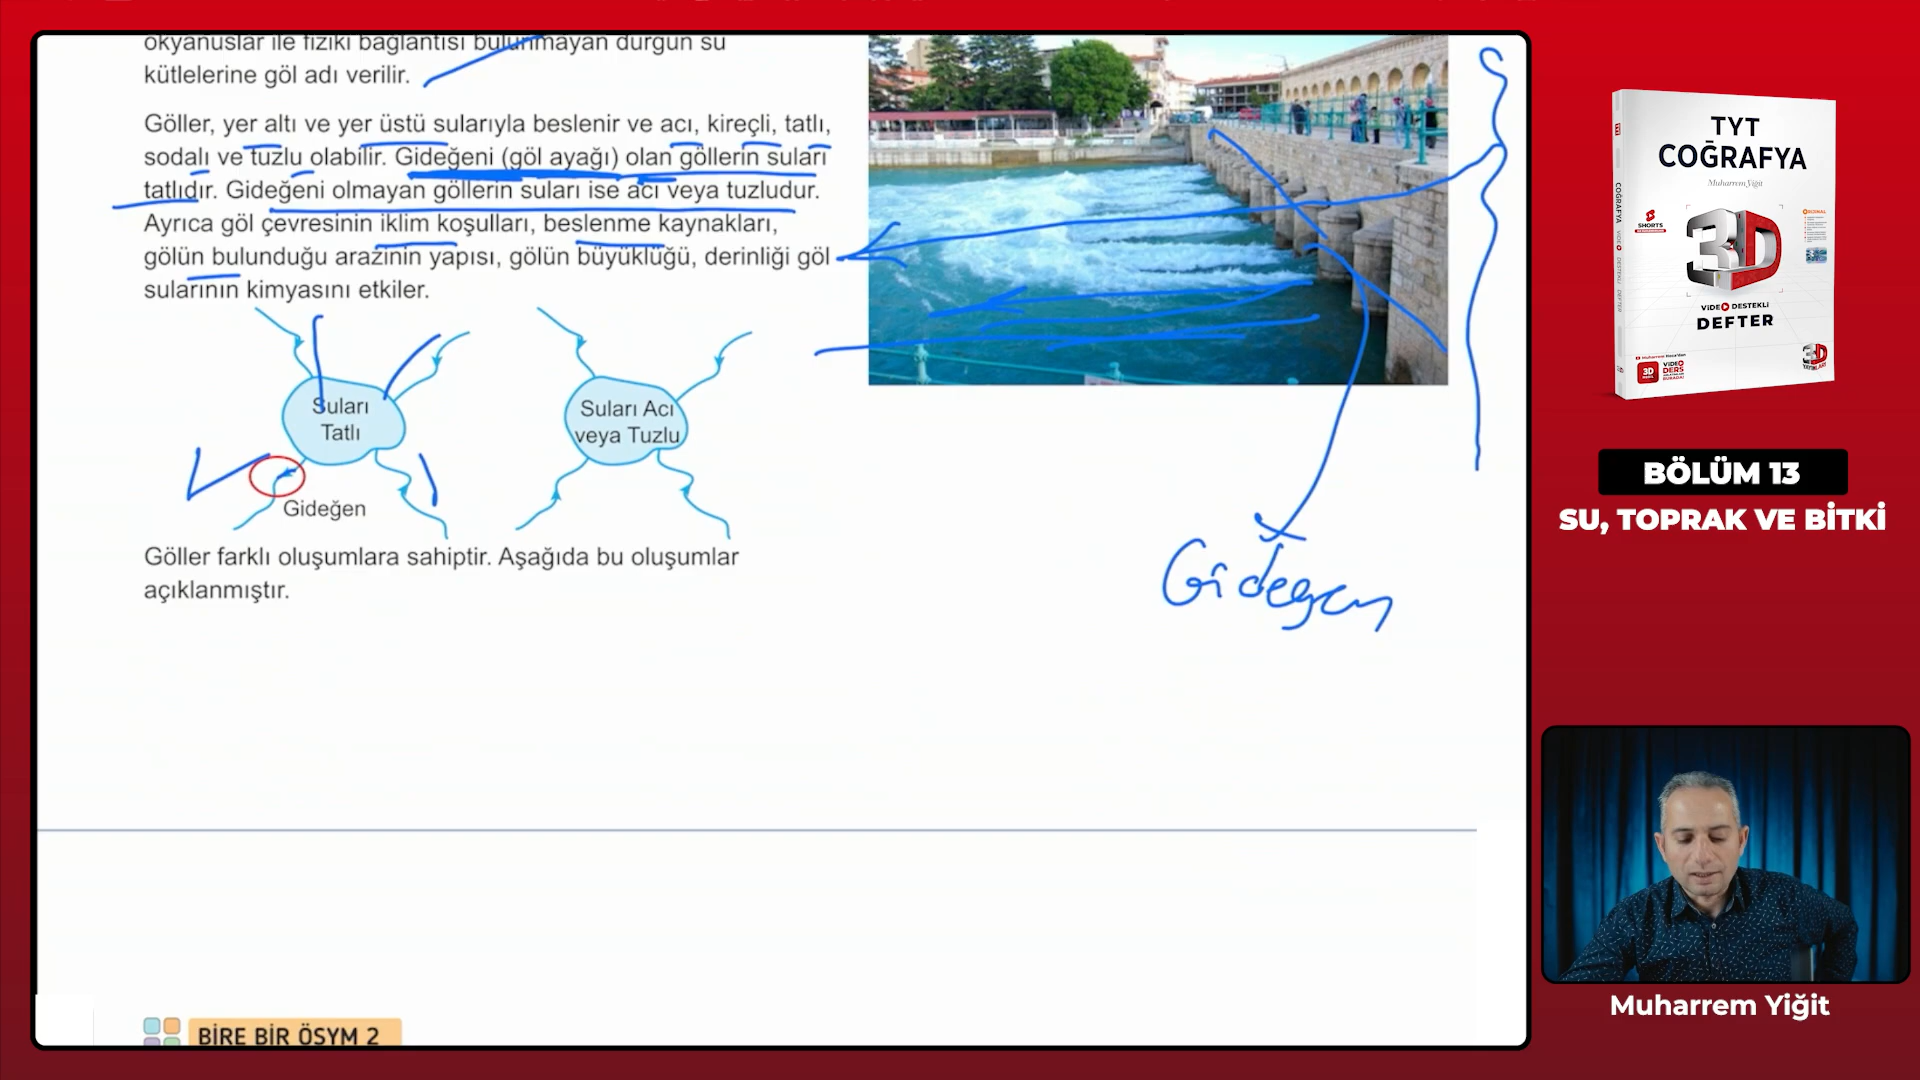 okyanuslar ile fiziki bağlantısı bulunmayan durgun su
kütlelerine göl adı verilir.
Göller, yer altı ve yer üstü sularıyla beslenir ve acı, kireçli, tatlı,
sodalı ve tuzlu olabilir. Gideğeni (göl ayağı) olan göllerin suları
tatlıdır. Gideğeni olmayan göllerin suları ise acı veya tuzludur.
Ayrıca göl çevresinin iklim koşulları, beslenme kaynakları,
gölün bulunduğu arazinin yapısı, gölün büyüklüğü, derinliği göl
sularının kimyasını etkiler.
Suları
Tatlı
Gideğen
Suları Acı
veya Tuzlu
Göller farklı oluşumlara sahiptir. Aşağıda bu oluşumlar
açıklanmıştır.
Gideğen
BİRE BİR ÖSYM 2
TYT
COĞRAFYA
Muharrem Yiğit
SHORTS
3D
VİDEO DESTEKLİ
DEFTER
3D
YAYINLARI
BÖLÜM 13
SU, TOPRAK VE BİTKİ
Muharrem Yiğit